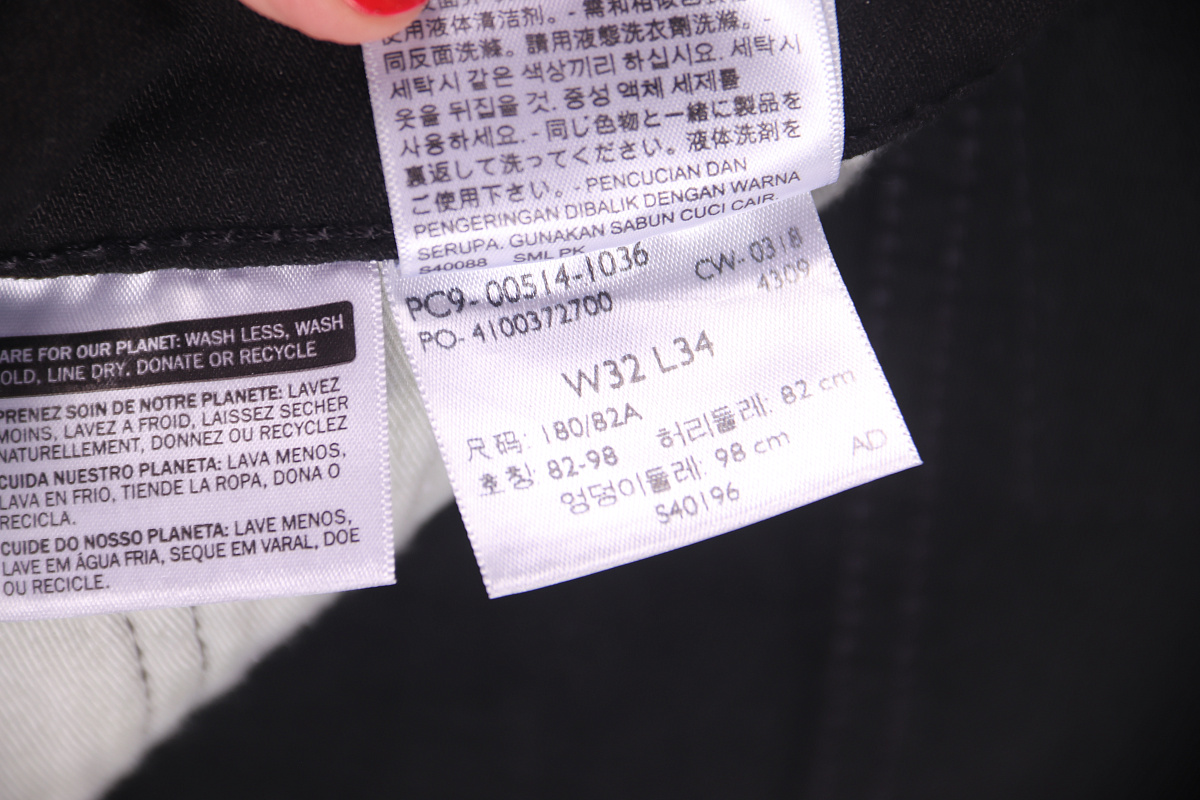 使用液体清洁剂。- 需和相似
同反面洗滌。請用液態洗衣劑洗滌。-
세탁시 같은 색상끼리 하십시요. 세탁시
옷을 뒤집을 것. 중성 액체 세제를
사용하세요. - 同じ色物と一緒に製品を
裏返して洗ってください。液体洗剤を
ご使用下さい。- PENCUCIAN DAN
PENGERINGAN DIBALIK DENGAN WARNA
SERUPA. GUNAKAN SABUN CUCI CAIR.
S40088 SML PK
PC9- 00514-1036 CW- 0318
PO- 4100372700 4309
W32 L34
尺码: 180/82A
호칭: 82-98 허리둘레: 82 cm
엉덩이둘레: 98 cm AD
S40196
ARE FOR OUR PLANET: WASH LESS, WASH
OLD, LINE DRY, DONATE OR RECYCLE
PRENEZ SOIN DE NOTRE PLANETE: LAVEZ
MOINS, LAVEZ A FROID, LAISSEZ SECHER
NATURELLEMENT, DONNEZ OU RECYCLEZ
CUIDA NUESTRO PLANETA: LAVA MENOS,
LAVA EN FRIO, TIENDE LA ROPA, DONA O
RECICLA.
CUIDE DO NOSSO PLANETA: LAVE MENOS,
LAVE EM ÁGUA FRIA, SEQUE EM VARAL, DOE
OU RECICLE.